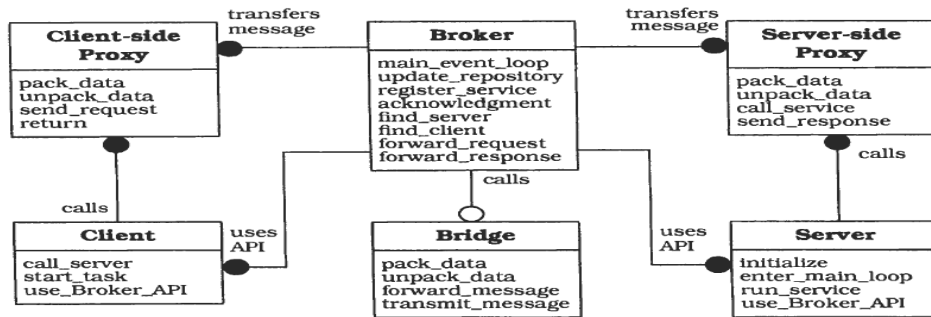 transfers
message
transfers
message
Client-side
Proxy
pack_data
unpack_data
send_request
return
Broker
main_event_loop
update_repository
register_service
acknowledgment
find_server
find_client
forward_request
forward_response
Server-side
Proxy
pack_data
unpack_data
call_service
send_response
calls
calls
calls
uses
API
uses
API
Client
call_server
start_task
use_Broker_API
Bridge
pack_data
unpack_data
forward_message
transmit_message
Server
initialize
enter_main_loop
run_service
use_Broker_API